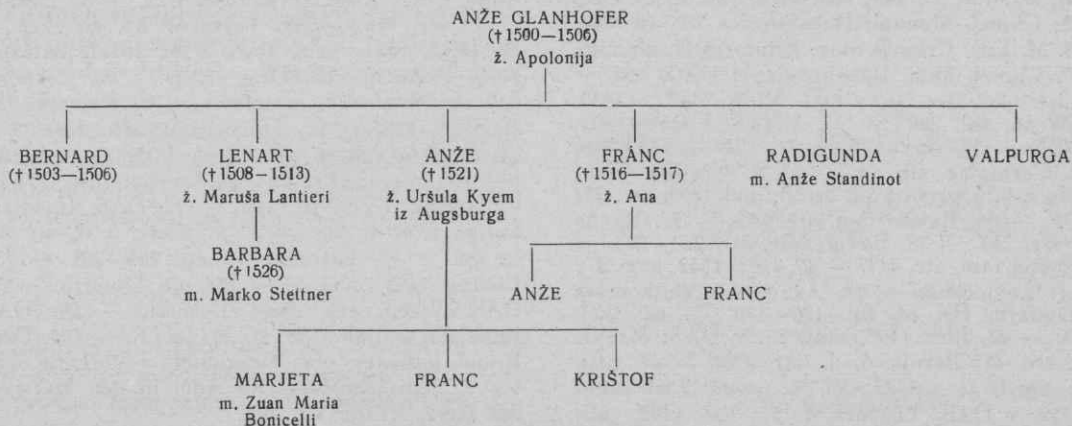 ANŽE GLANHOFER
(†1500—1506)
ž. Apolonija
BERNARD
(†1503—1506)
LENART
(†1508—1513)
ž. Maruša Lantieri
ANŽE
(†1521)
ž. Uršula Kyem
iz Augsburga
FRANC
(†1516—1517)
ž. Ana
RADIGUNDA
m. Anže Standinot
VALPURGA
BARBARA
(†1526)
m. Marko Stettner
ANŽE
FRANC
MARJETA
m. Zuan Maria
Bonicelli
FRANC
KRIŠTOF